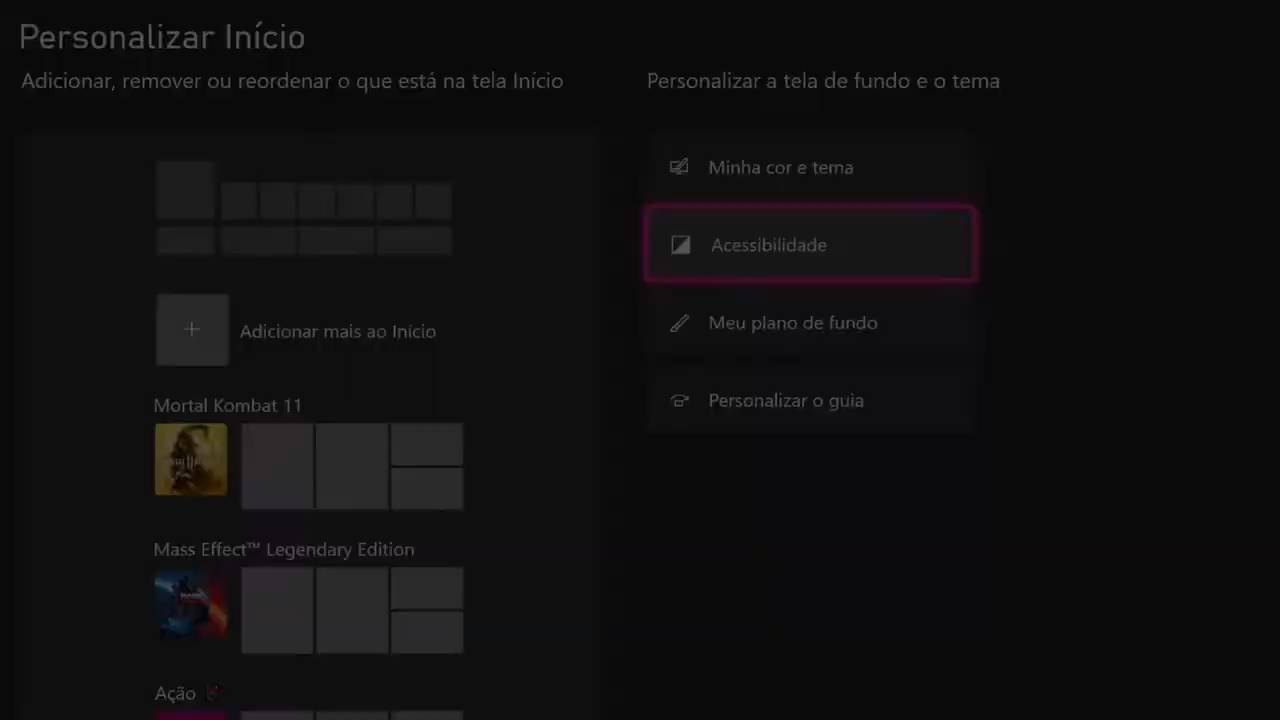 Personalizar Início
Adicionar, remover ou reordenar o que está na tela Início
Personalizar a tela de fundo e o tema
Minha cor e tema
Acessibilidade
Meu plano de fundo
Personalizar o guia
Adicionar mais ao Início
Mortal Kombat 11
Mass Effect™ Legendary Edition
Ação